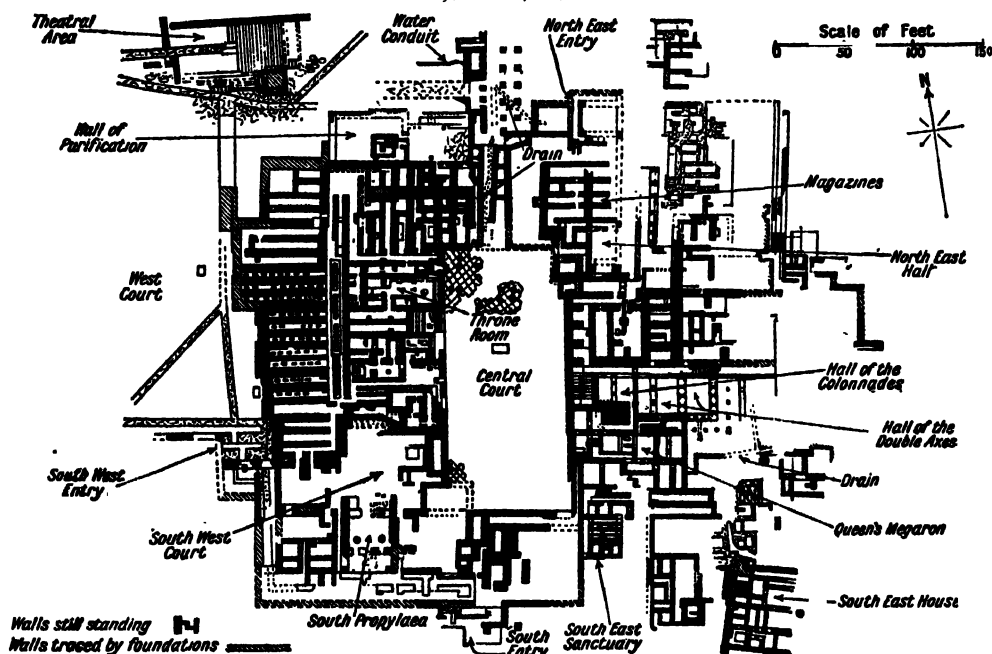 Theatral
Area
Water
Conduit
North East
Entry
Scale of Feet
0 50 100 150
N
Wall of
Purification
Drain
Magazines
West
Court
North East
Hall
Throne
Room
Central
Court
Hall of the
Colonnades
Hall of the
Double Axes
South West
Entry
Drain
South West
Court
Queen's Megaron
South East House
South Propylaea
South
Entry
South East
Sanctuary
Walls still standing
Walls traced by foundations